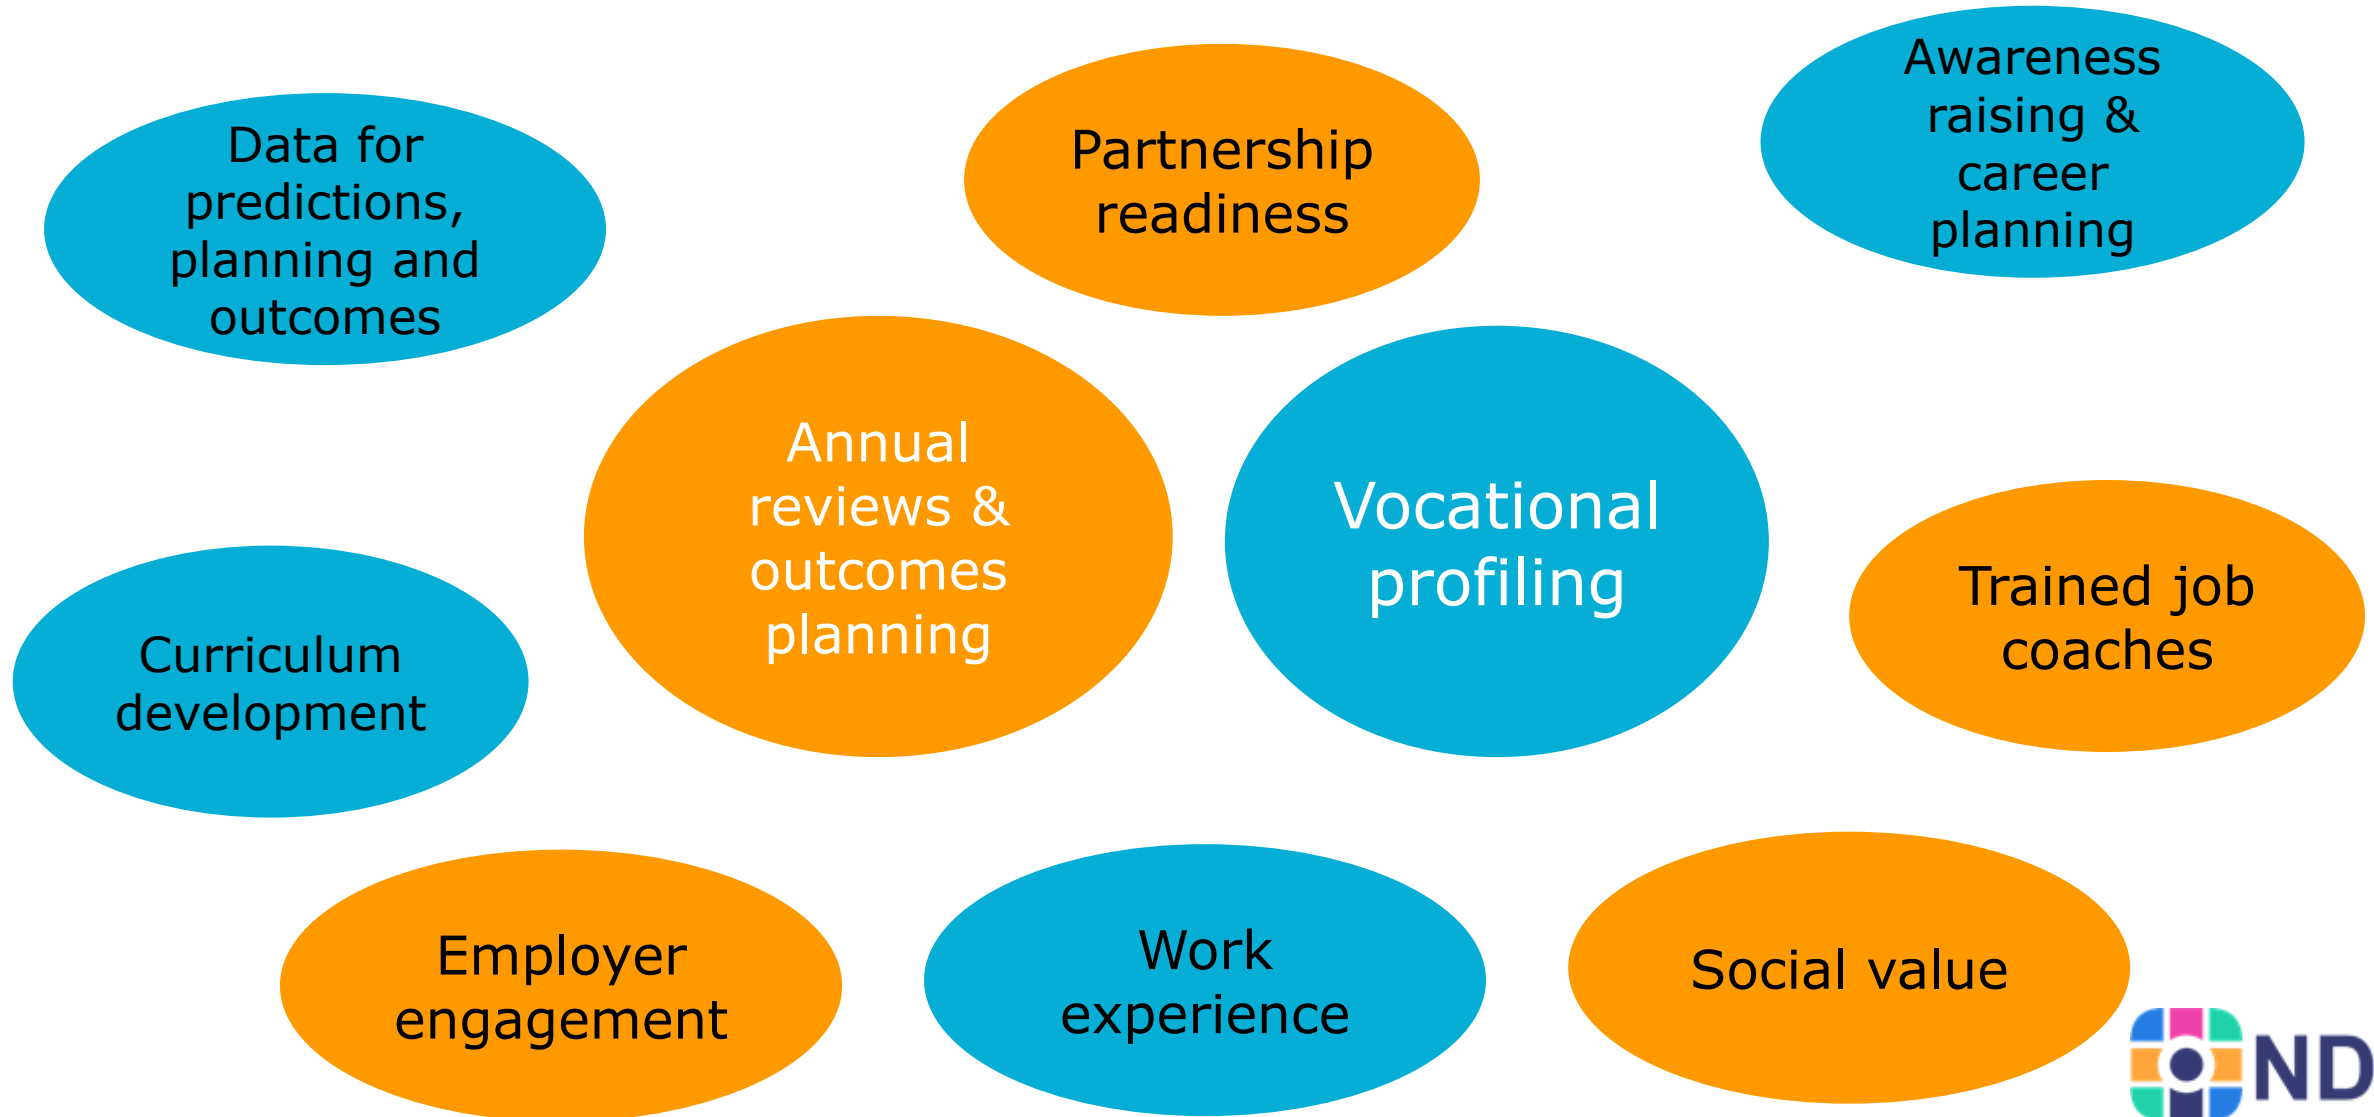 Data for
predictions,
planning and
outcomes
Partnership
readiness
Awareness
raising &
career
planning
Annual
reviews &
outcomes
planning
Vocational
profiling
Trained job
coaches
Curriculum
development
Employer
engagement
Work
experience
Social value
ND